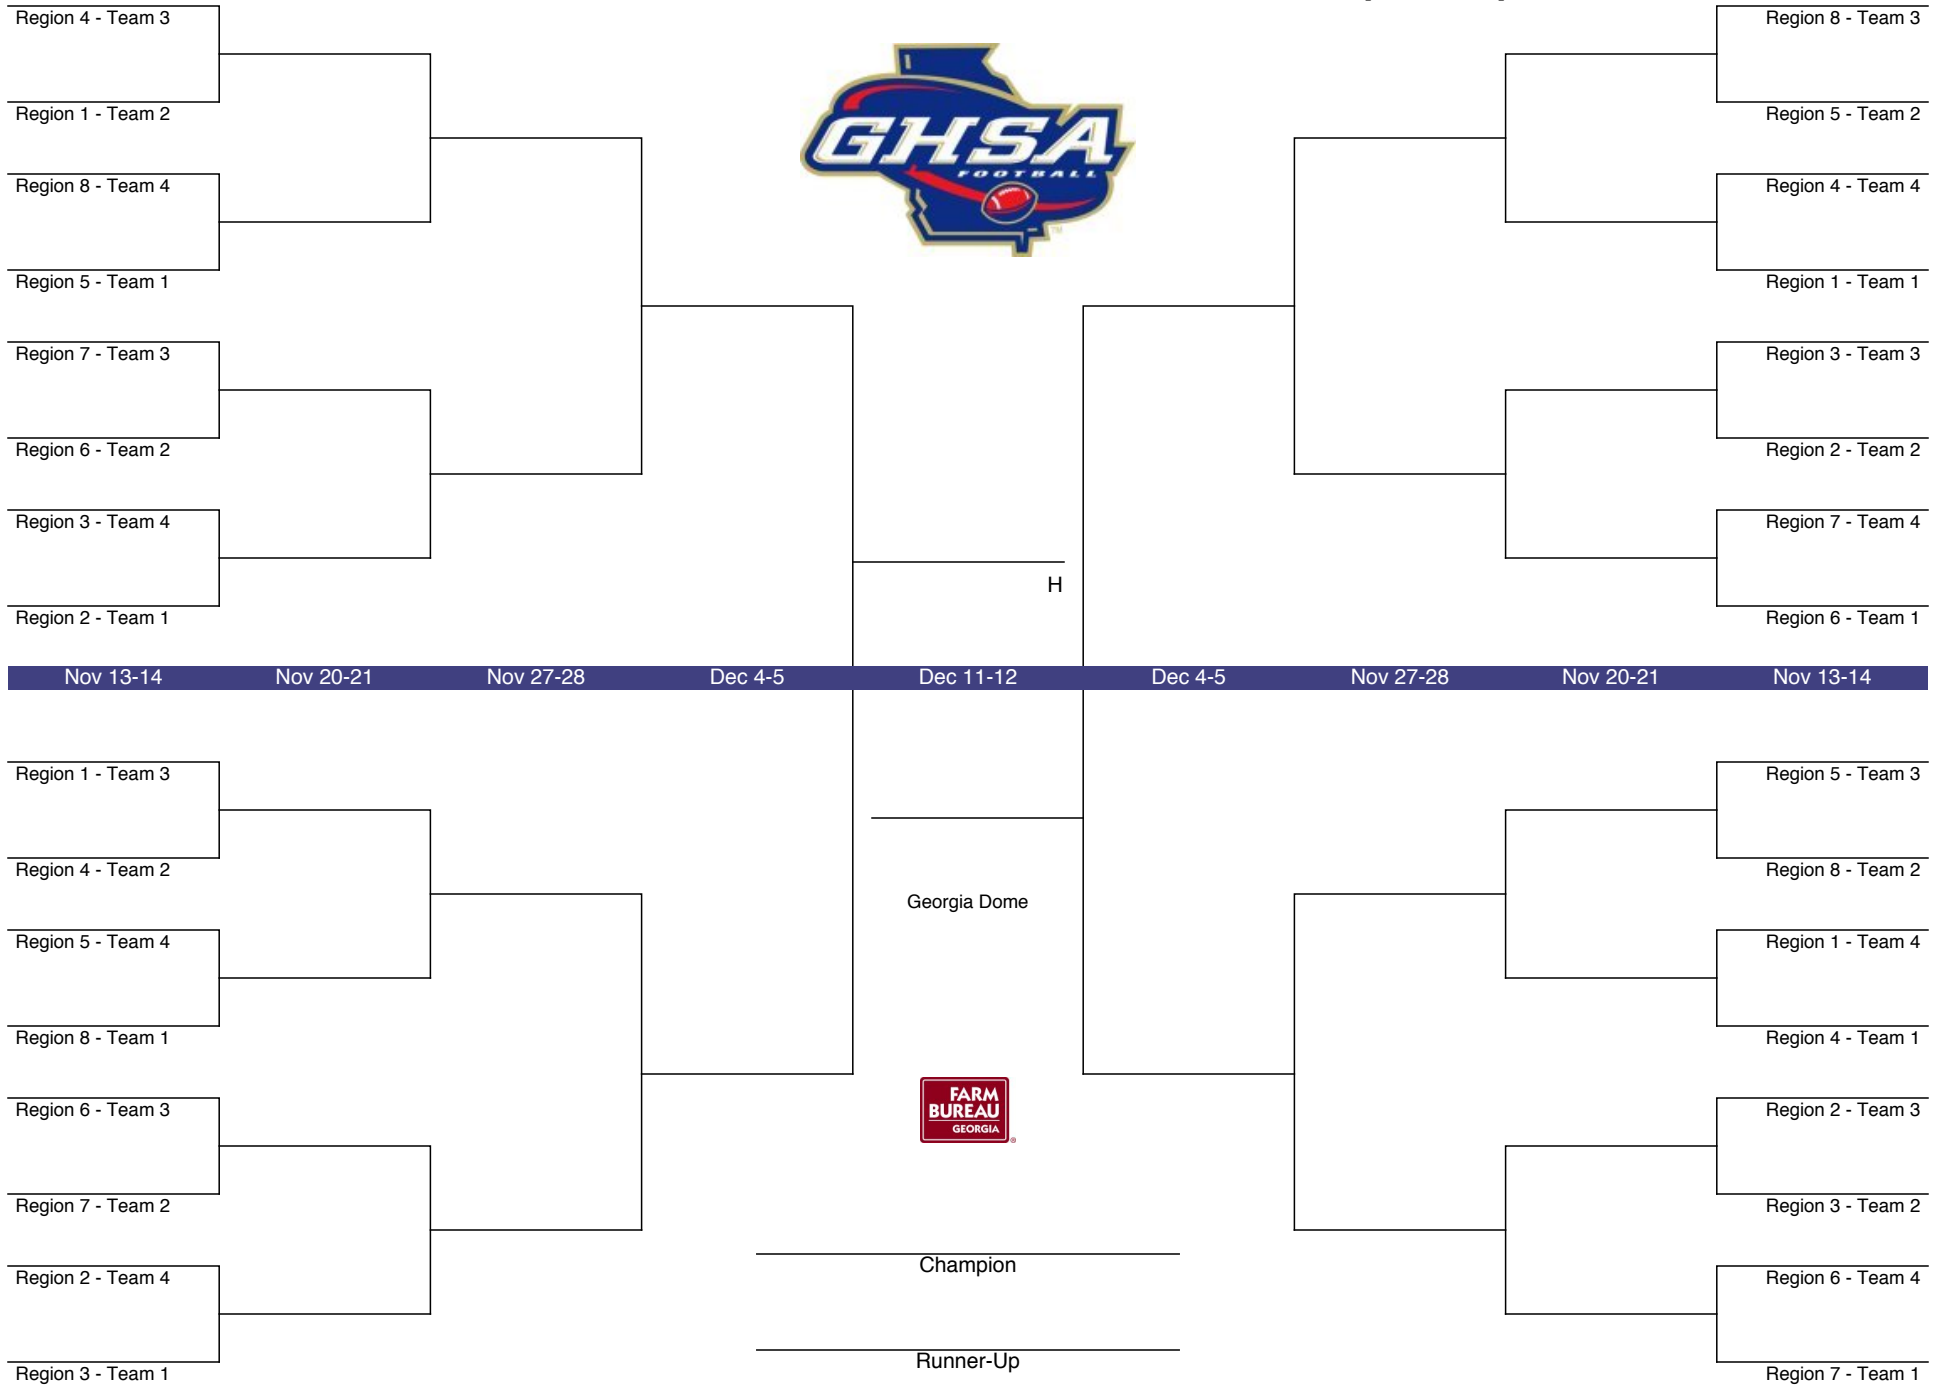 Region 4 - Team 3
Region 1 - Team 2
Region 8 - Team 4
Region 5 - Team 1
Region 7 - Team 3
Region 6 - Team 2
Region 3 - Team 4
Region 2 - Team 1
GHSA
FOOTBALL
TM
Region 8 - Team 3
Region 5 - Team 2
Region 4 - Team 4
Region 1 - Team 1
Region 3 - Team 3
Region 2 - Team 2
Region 7 - Team 4
Region 6 - Team 1
H
Nov 13-14 Nov 20-21 Nov 27-28 Dec 4-5 Dec 11-12 Dec 4-5 Nov 27-28 Nov 20-21 Nov 13-14
Region 1 - Team 3
Region 4 - Team 2
Region 5 - Team 4
Region 8 - Team 1
Region 6 - Team 3
Region 7 - Team 2
Region 2 - Team 4
Region 3 - Team 1
Georgia Dome
FARM
BUREAU
GEORGIA
®
Champion
Runner-Up
Region 5 - Team 3
Region 8 - Team 2
Region 1 - Team 4
Region 4 - Team 1
Region 2 - Team 3
Region 3 - Team 2
Region 6 - Team 4
Region 7 - Team 1